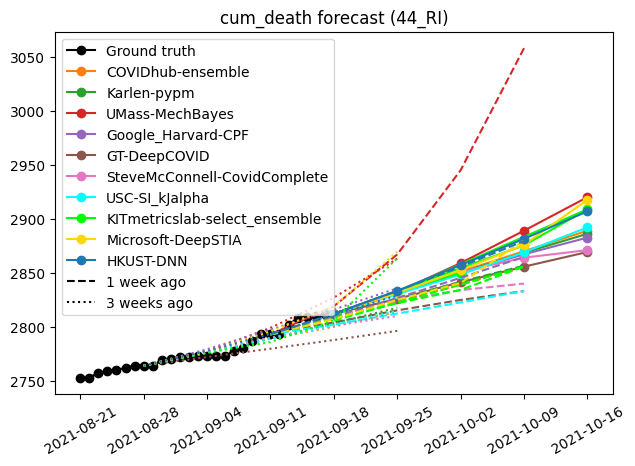 cum_death forecast (44_RI)
3050
3000
2950
2900
2850
2800
2750
Ground truth
COVIDhub-ensemble
Karlen-pypm
UMass-MechBayes
Google_Harvard-CPF
GT-DeepCOVID
SteveMcConnell-CovidComplete
USC-SI_kJalpha
KITmetricslab-select_ensemble
Microsoft-DeepSTIA
HKUST-DNN
1 week ago
3 weeks ago
2021-08-21
2021-08-28
2021-09-04
2021-09-11
2021-09-18
2021-09-25
2021-10-02
2021-10-09
2021-10-16